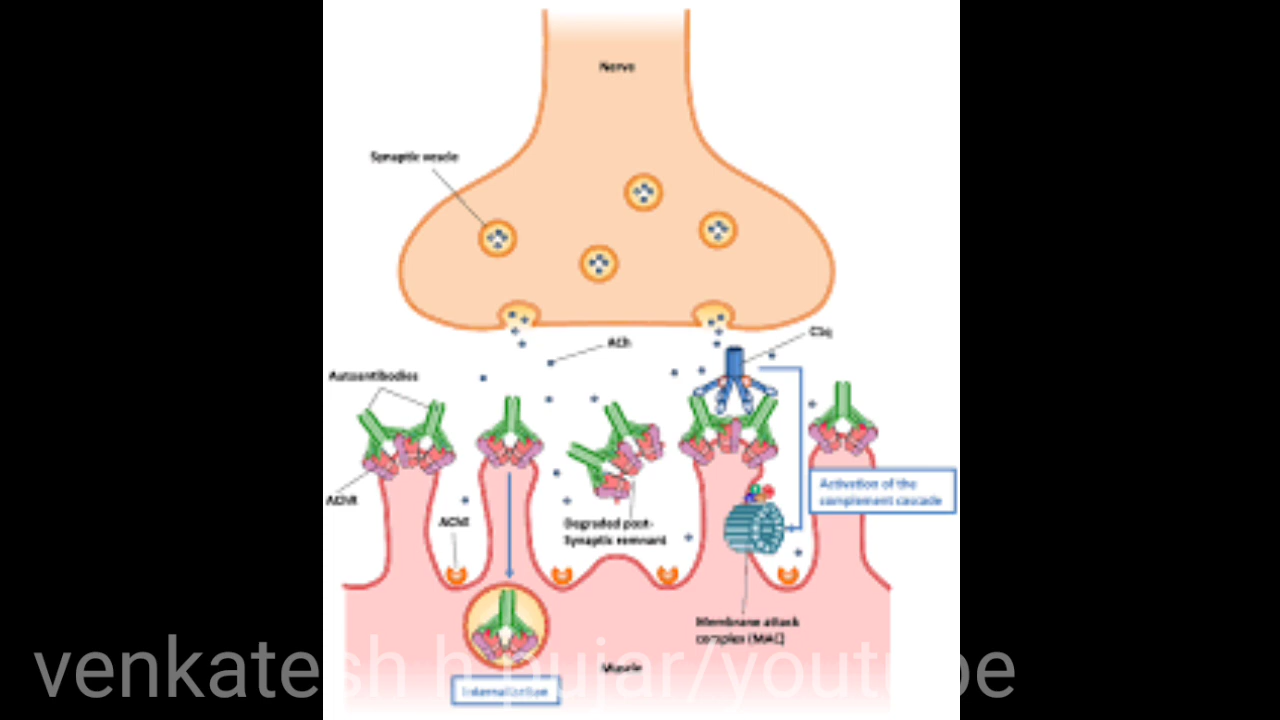 Nerve
Synaptic vesicle
ACh
C1q
Autoantibodies
AChR
AChE
Degraded post-
Synaptic remnant
Activation of the
complement cascade
Membrane attack
complex (MAC)
Muscle
Internalization
venkatesh h pujar/youtube